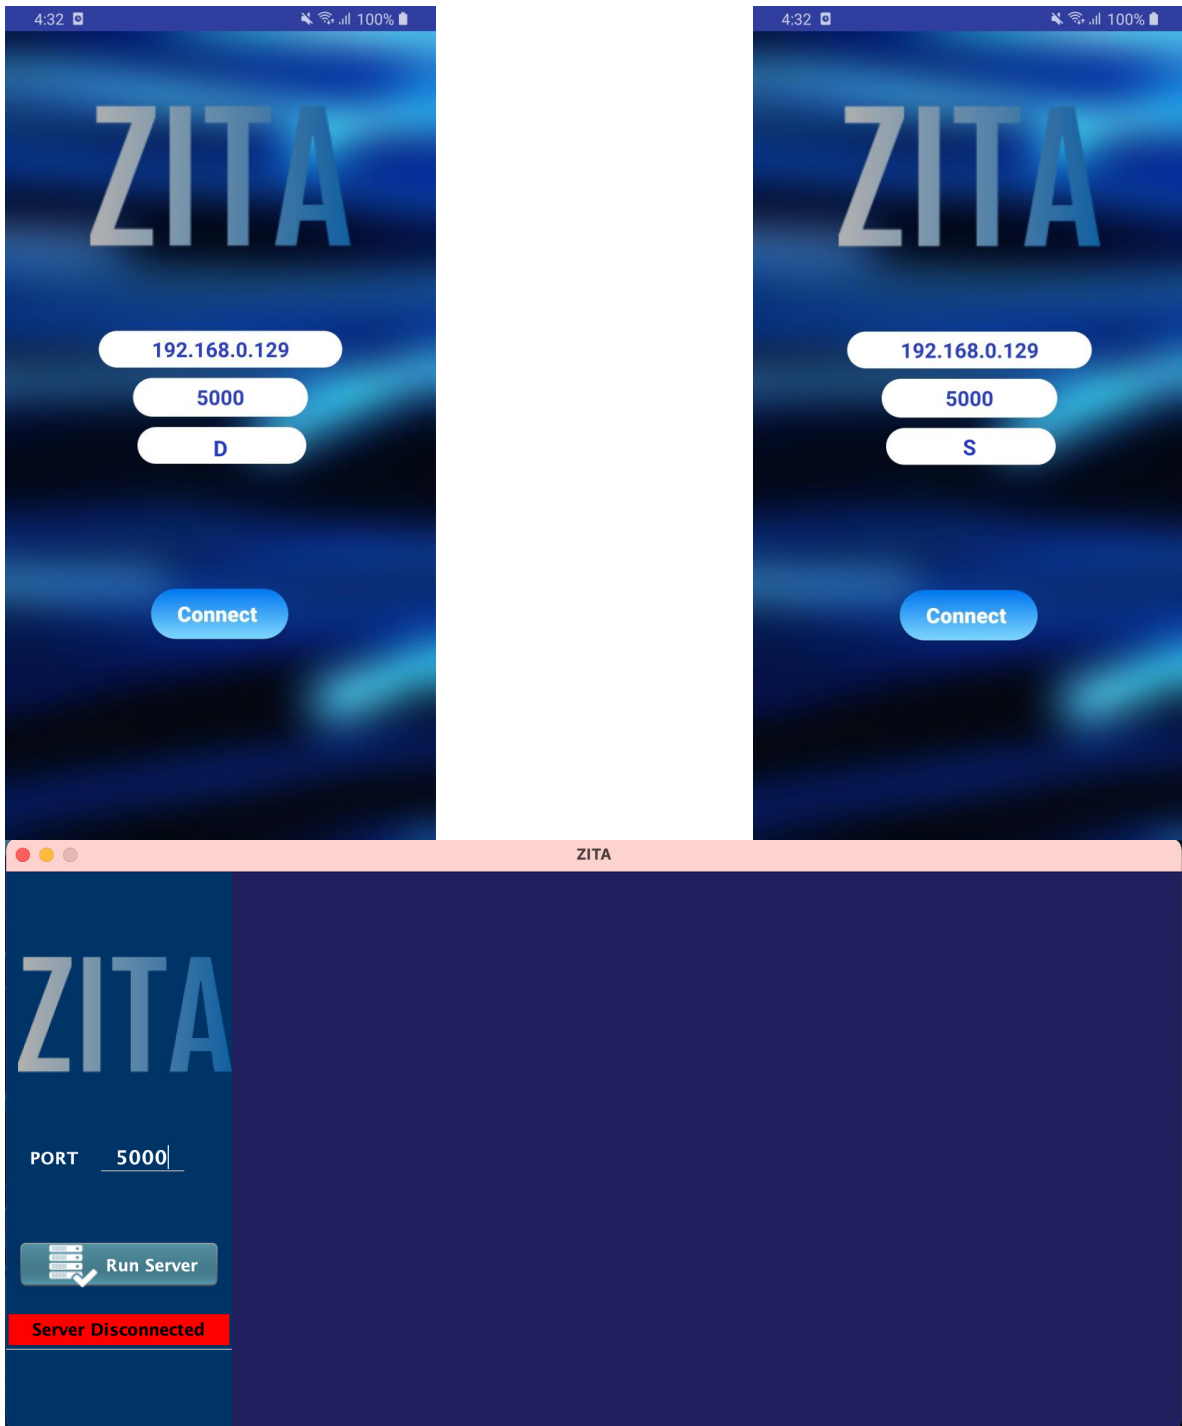 4:32
100%
ZITA
192.168.0.129
5000
D
Connect
4:32
100%
ZITA
192.168.0.129
5000
S
Connect
ZITA
ZITA
PORT 5000
Run Server
Server Disconnected